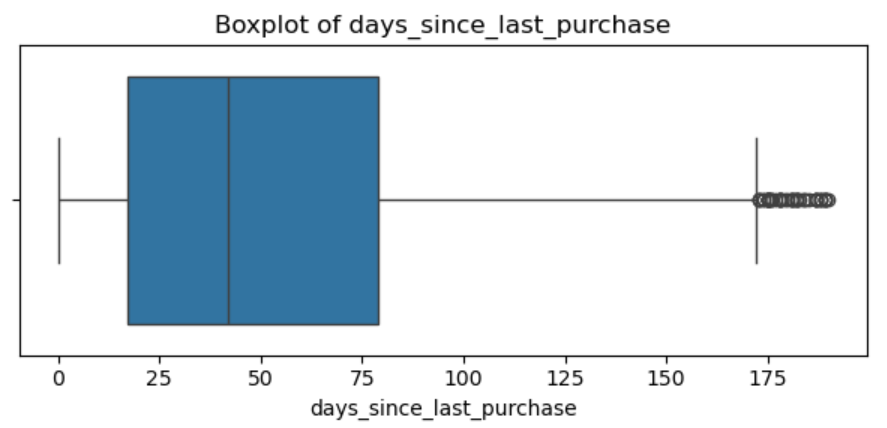 Boxplot of days_since_last_purchase
0 25 50 75 100 125 150 175
days_since_last_purchase